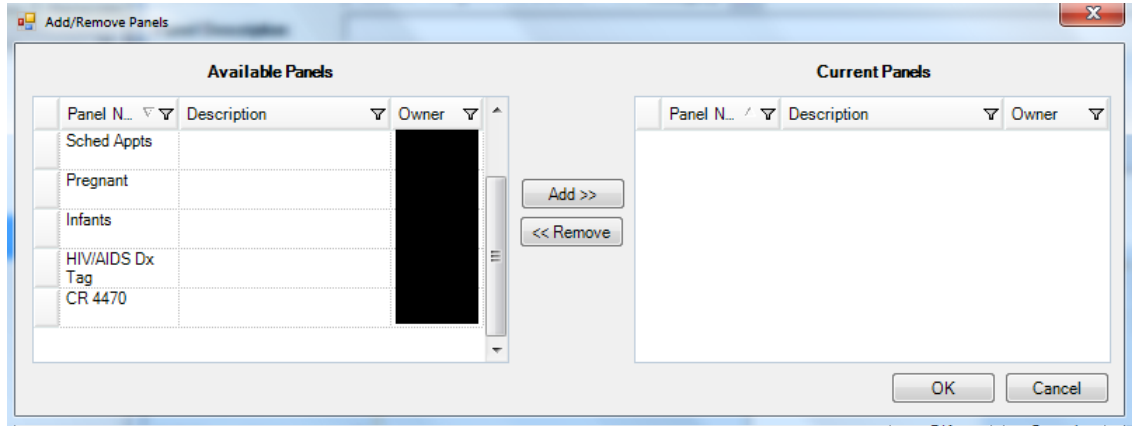 Add/Remove Panels
Available Panels
Current Panels
Panel N... Description Owner
Panel N... Description Owner
Sched Appts
Pregnant
Add >>
Infants
<< Remove
HIV/AIDS Dx
Tag
CR 4470
OK Cancel